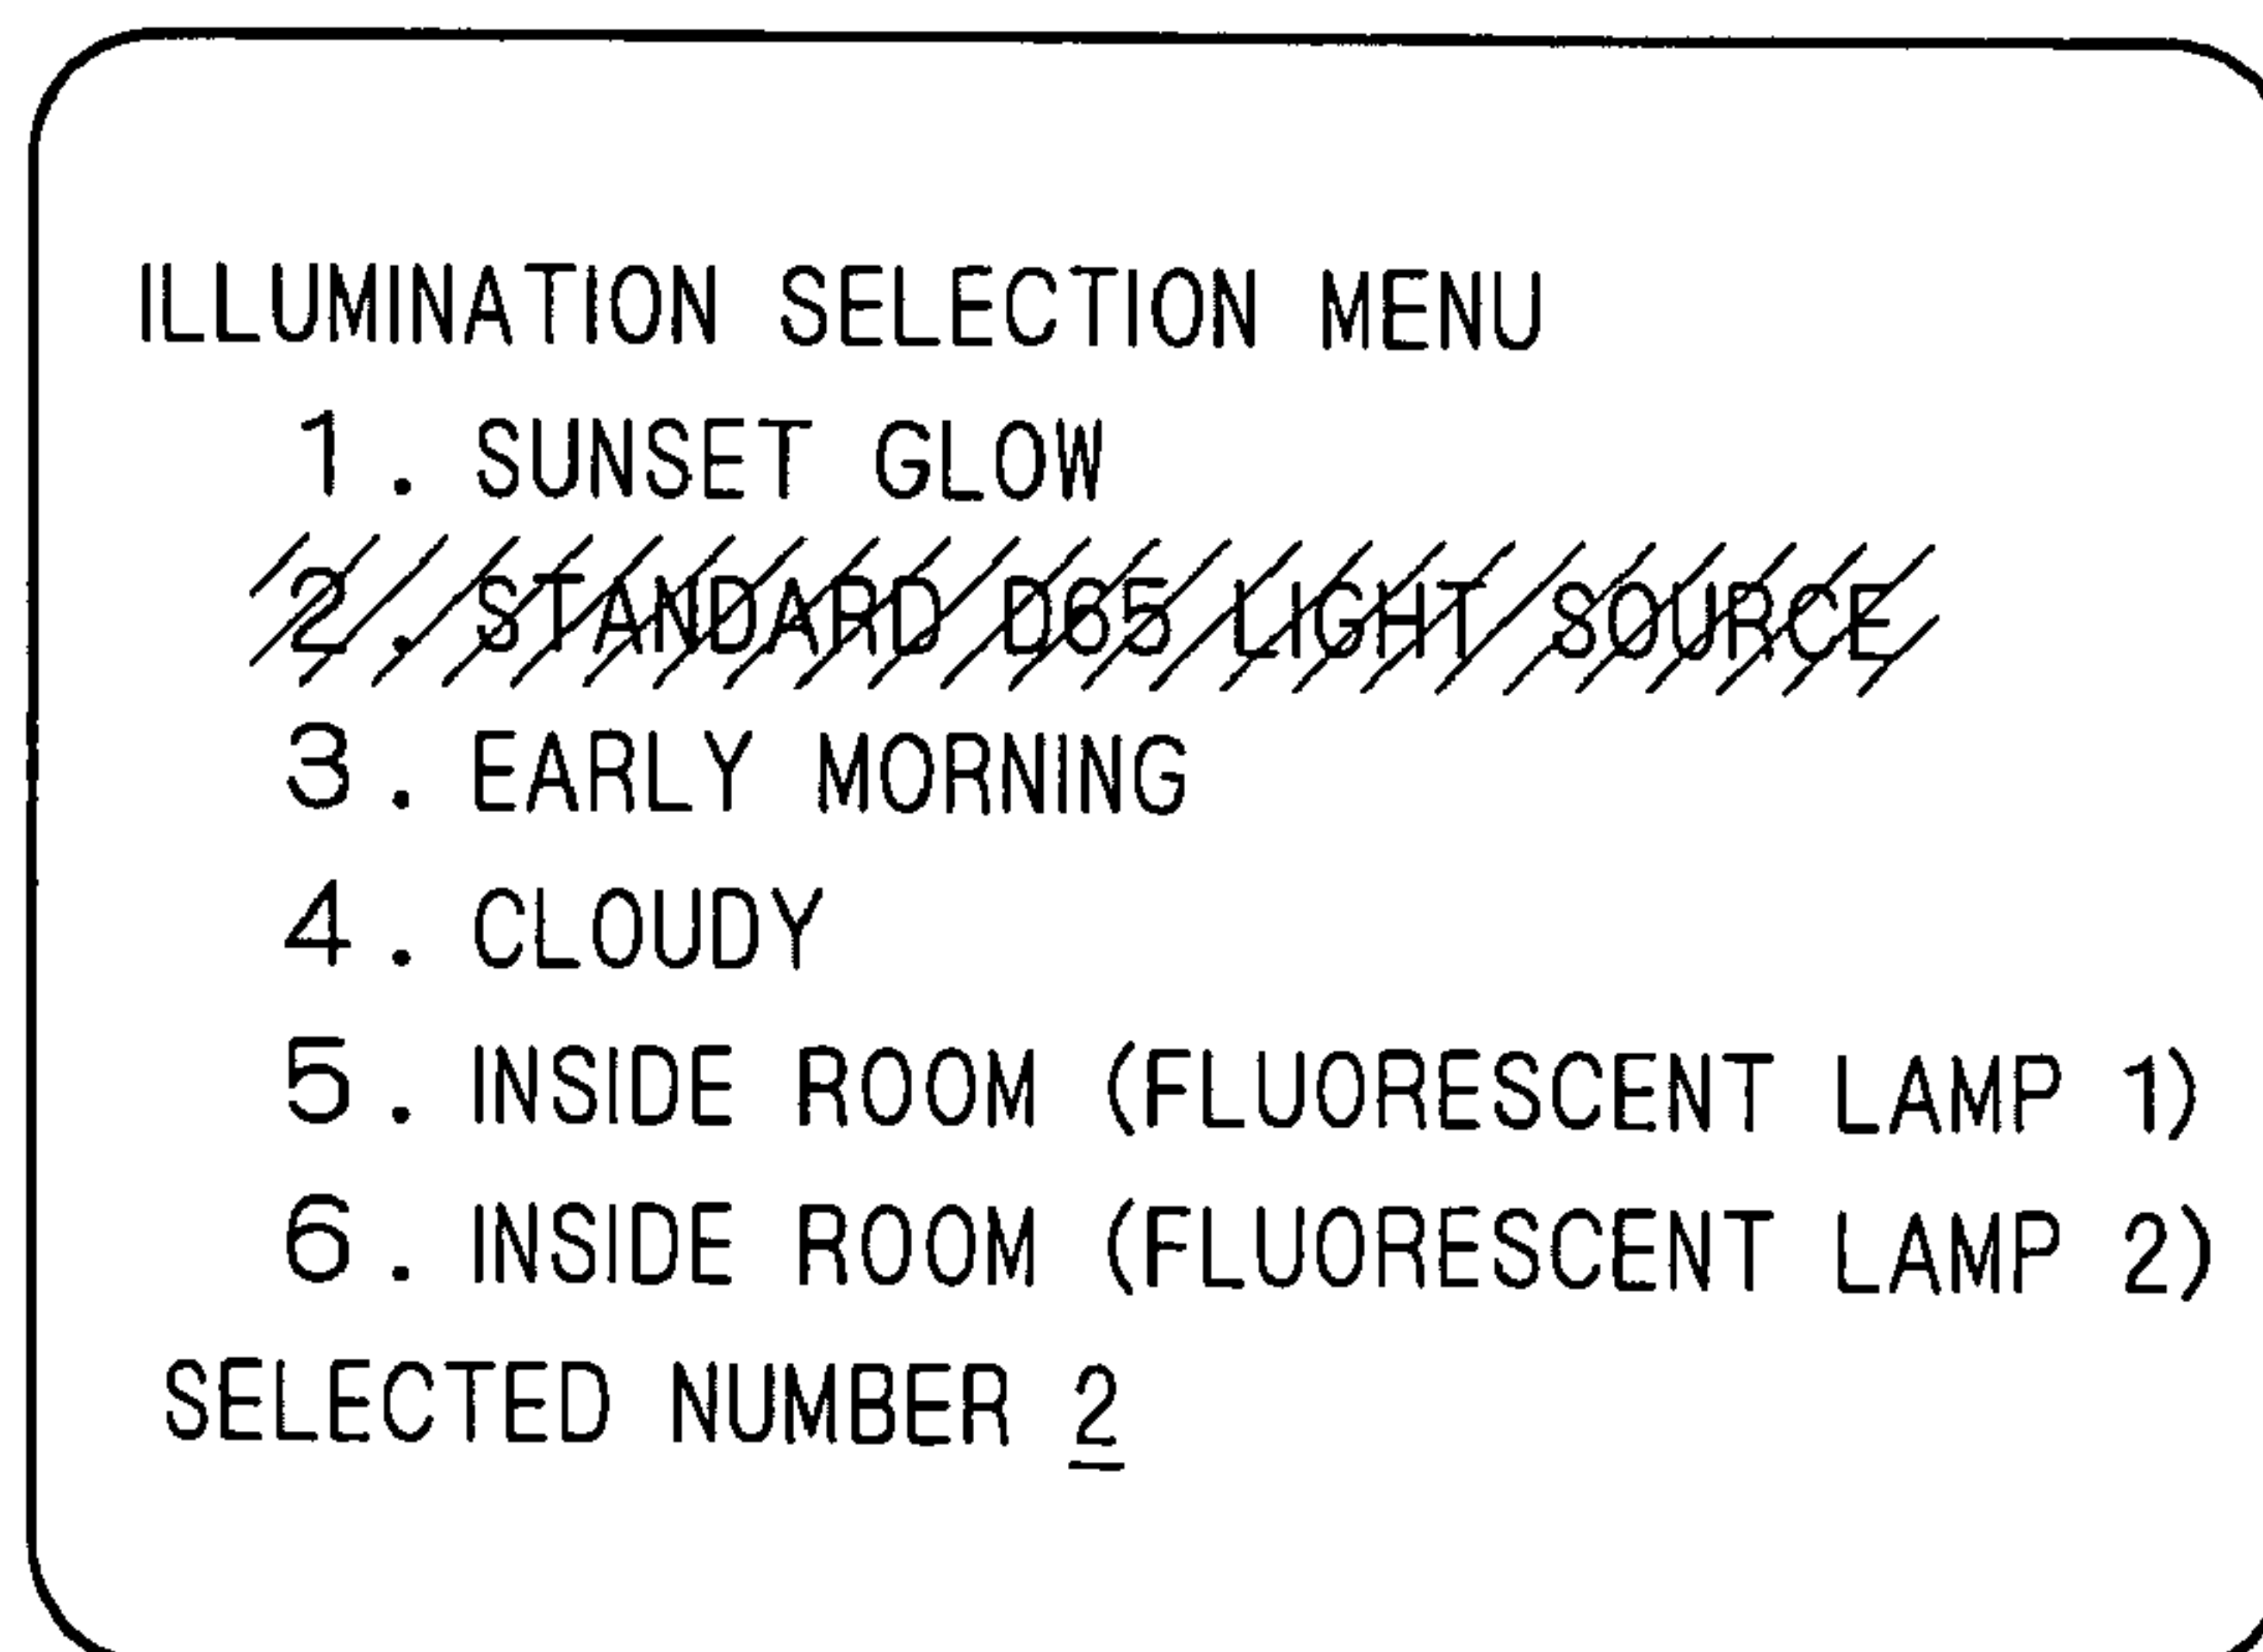 ILLUMINATION SELECTION MENU
1. SUNSET GLOW
2. STANDARD D65 LIGHT SOURCE
3. EARLY MORNING
4. CLOUDY
5. INSIDE ROOM (FLUORESCENT LAMP 1)
6. INSIDE ROOM (FLUORESCENT LAMP 2)
SELECTED NUMBER 2